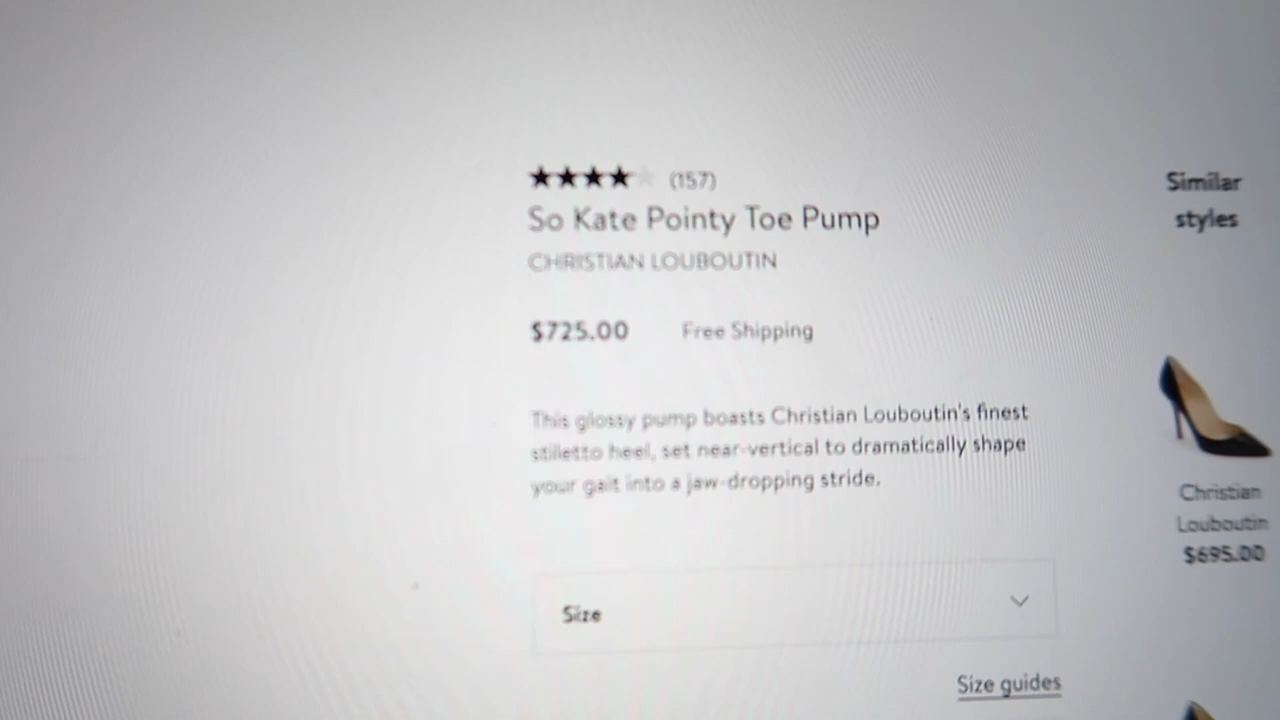 (157)
So Kate Pointy Toe Pump
CHRISTIAN LOUBOUTIN
$725.00 Free Shipping
This glossy pump boasts Christian Louboutin's finest
stiletto heel, set near-vertical to dramatically shape
your gait into a jaw-dropping stride.
Size
Size guides
Similar
styles
Christian
Louboutin
$695.00